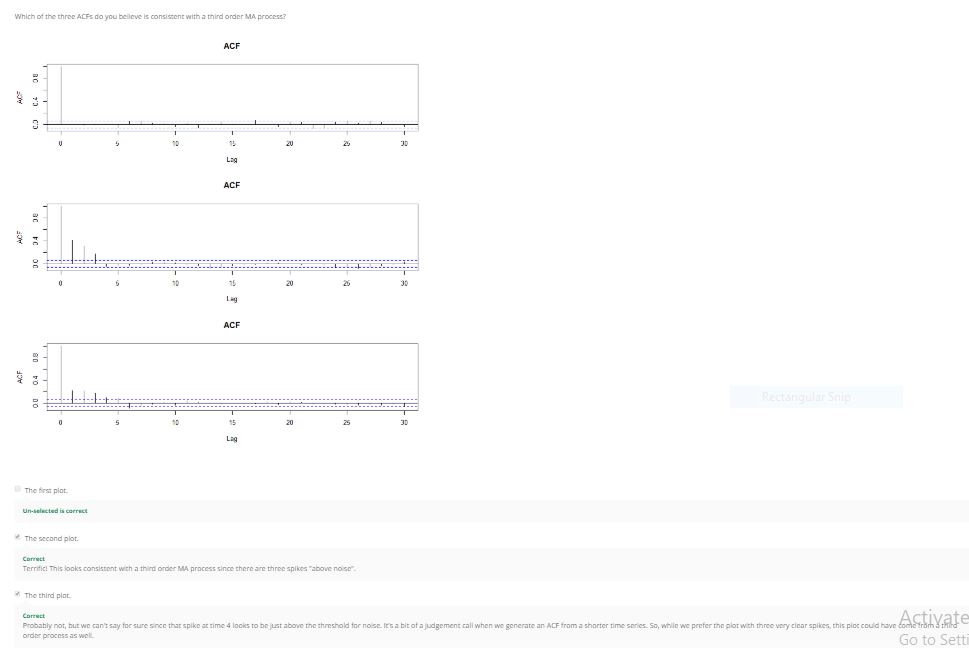 Which of the three ACFs do you believe is consistent with a third order MA process?
ACF
ACF
0.0 0.4 0.8
0 5 10 15 20 25 30
Lag
ACF
ACF
0.0 0.4 0.8
0 5 10 15 20 25 30
Lag
ACF
ACF
0.0 0.4 0.8
0 5 10 15 20 25 30
Lag
Rectangular Snip
The first plot.
Un-selected is correct
The second plot.
Correct
Terrific! This looks consistent with a third order MA process since there are three spikes "above noise".
The third plot.
Correct
Probably not, but we can't say for sure since that spike at time 4 looks to be just above the threshold for noise. It's a bit of a judgement call when we generate an ACF from a shorter time series. So, while we prefer the plot with three very clear spikes, this plot could have come from a third
order process as well.
Activate
Go to Setti